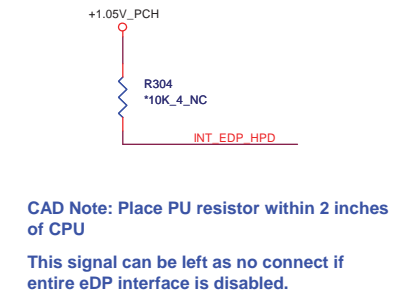 +1.05V_PCH
R304
*10K_4_NC
INT_EDP_HPD
CAD Note: Place PU resistor within 2 inches
of CPU
This signal can be left as no connect if
entire eDP interface is disabled.